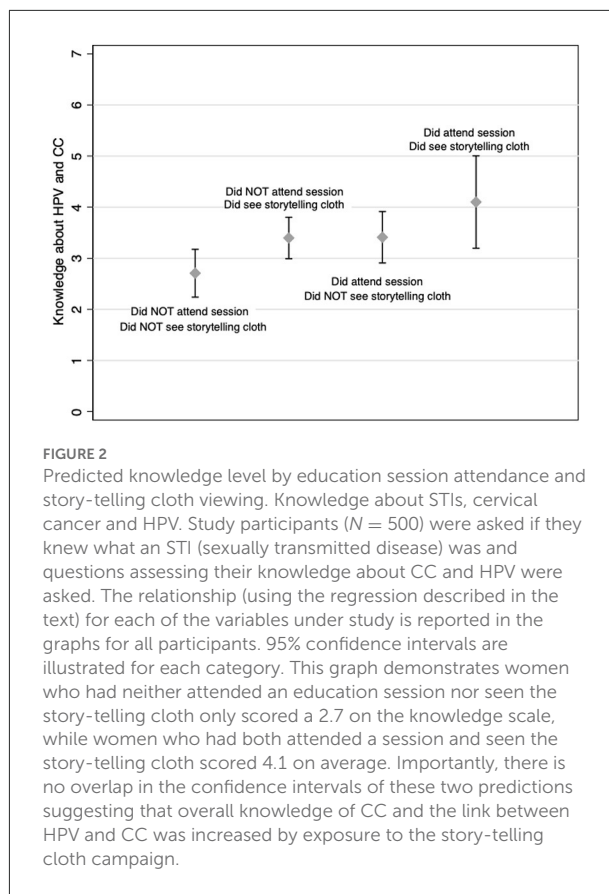 7
6
5
4
3
2
1
0
Knowledge about HPV and CC
Did attend session
Did see storytelling cloth
Did NOT attend session
Did see storytelling cloth
Did attend session
Did NOT see storytelling cloth
Did NOT attend session
Did NOT see storytelling cloth
FIGURE 2
Predicted knowledge level by education session attendance and
story-telling cloth viewing. Knowledge about STIs, cervical
cancer and HPV. Study participants (N = 500) were asked if they
knew what an STI (sexually transmitted disease) was and
questions assessing their knowledge about CC and HPV were
asked. The relationship (using the regression described in the
text) for each of the variables under study is reported in the
graphs for all participants. 95% confidence intervals are
illustrated for each category. This graph demonstrates women
who had neither attended an education session nor seen the
story-telling cloth only scored a 2.7 on the knowledge scale,
while women who had both attended a session and seen the
story-telling cloth scored 4.1 on average. Importantly, there is
no overlap in the confidence intervals of these two predictions
suggesting that overall knowledge of CC and the link between
HPV and CC was increased by exposure to the story-telling
cloth campaign.